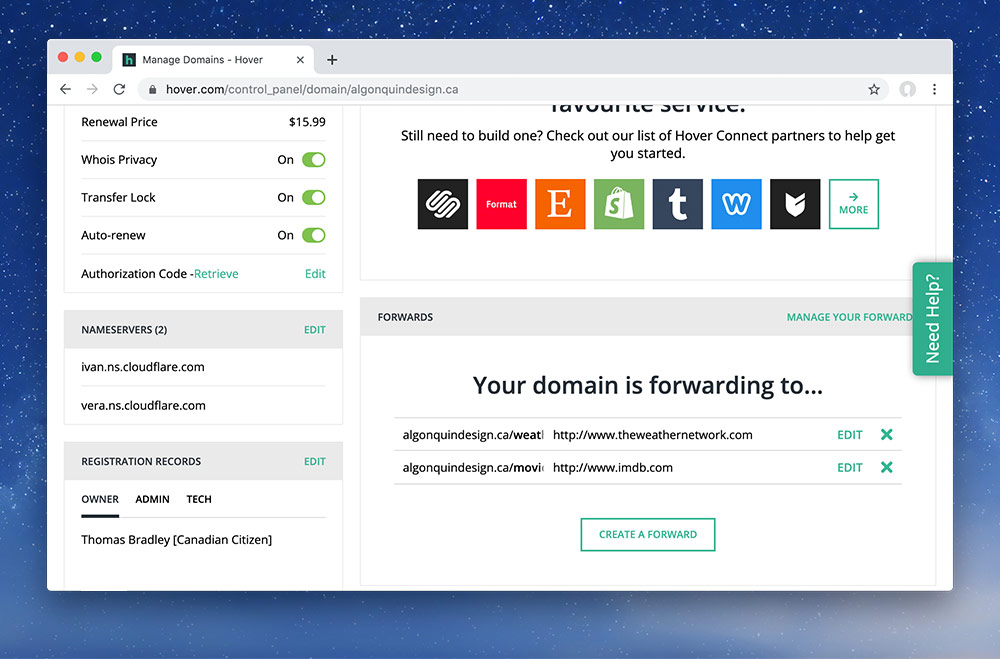 Manage Domains - Hover
hover.com/control_panel/domain/algonquindesign.ca
Renewal Price $15.99
Whois Privacy On
Transfer Lock On
Auto-renew On
Authorization Code -Retrieve Edit
NAMESERVERS (2) EDIT
ivan.ns.cloudflare.com
vera.ns.cloudflare.com
REGISTRATION RECORDS EDIT
OWNER ADMIN TECH
Thomas Bradley [Canadian Citizen]
favourite service.
Still need to build one? Check out our list of Hover Connect partners to help get
you started.
Format
E
S
t
W
MORE
FORWARDS MANAGE YOUR FORWARD
Your domain is forwarding to...
algonquindesign.ca/weat http://www.theweathernetwork.com EDIT
algonquindesign.ca/movi http://www.imdb.com EDIT
CREATE A FORWARD
Need Help?